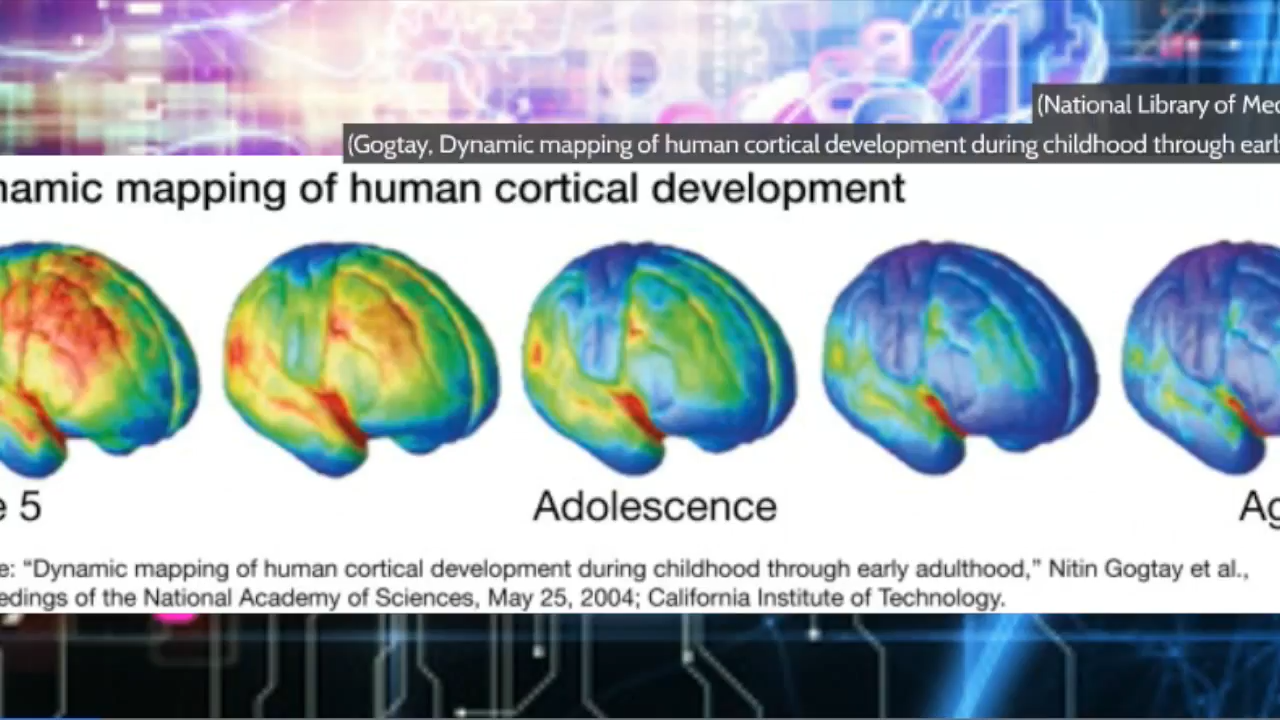 (National Library of Med
(Gogtay, Dynamic mapping of human cortical development during childhood through early
namic mapping of human cortical development
e 5
Adolescence
Ag
e: “Dynamic mapping of human cortical development during childhood through early adulthood,” Nitin Gogtay et al.,
eedings of the National Academy of Sciences, May 25, 2004; California Institute of Technology.